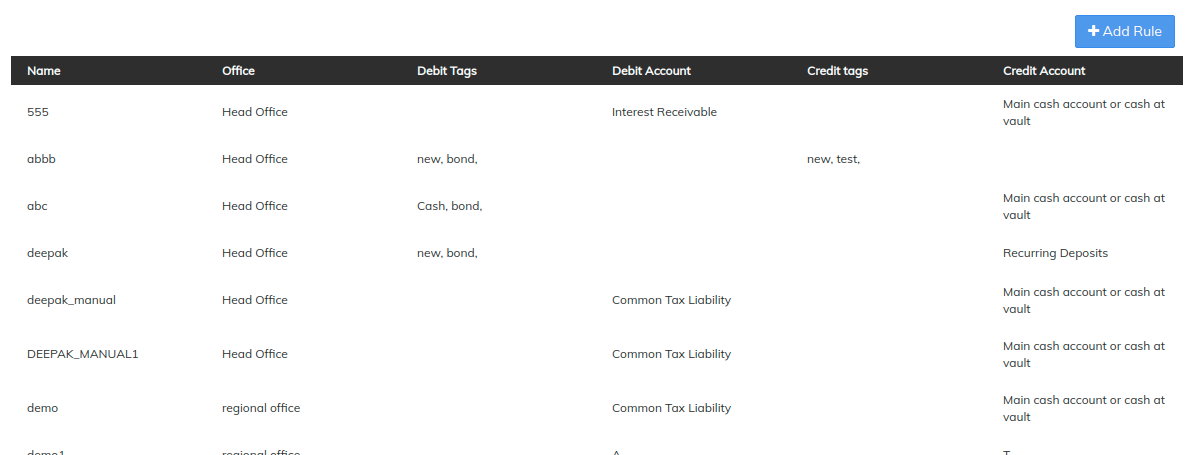 + Add Rule
Name Office Debit Tags Debit Account Credit tags Credit Account
555 Head Office Interest Receivable Main cash account or cash at
vault
abbb Head Office new, bond, new, test,
abc Head Office Cash, bond, Main cash account or cash at
vault
deepak Head Office new, bond, Recurring Deposits
deepak_manual Head Office Common Tax Liability Main cash account or cash at
vault
DEEPAK_MANUAL1 Head Office Common Tax Liability Main cash account or cash at
vault
demo regional office Common Tax Liability Main cash account or cash at
vault
demo1 regional office